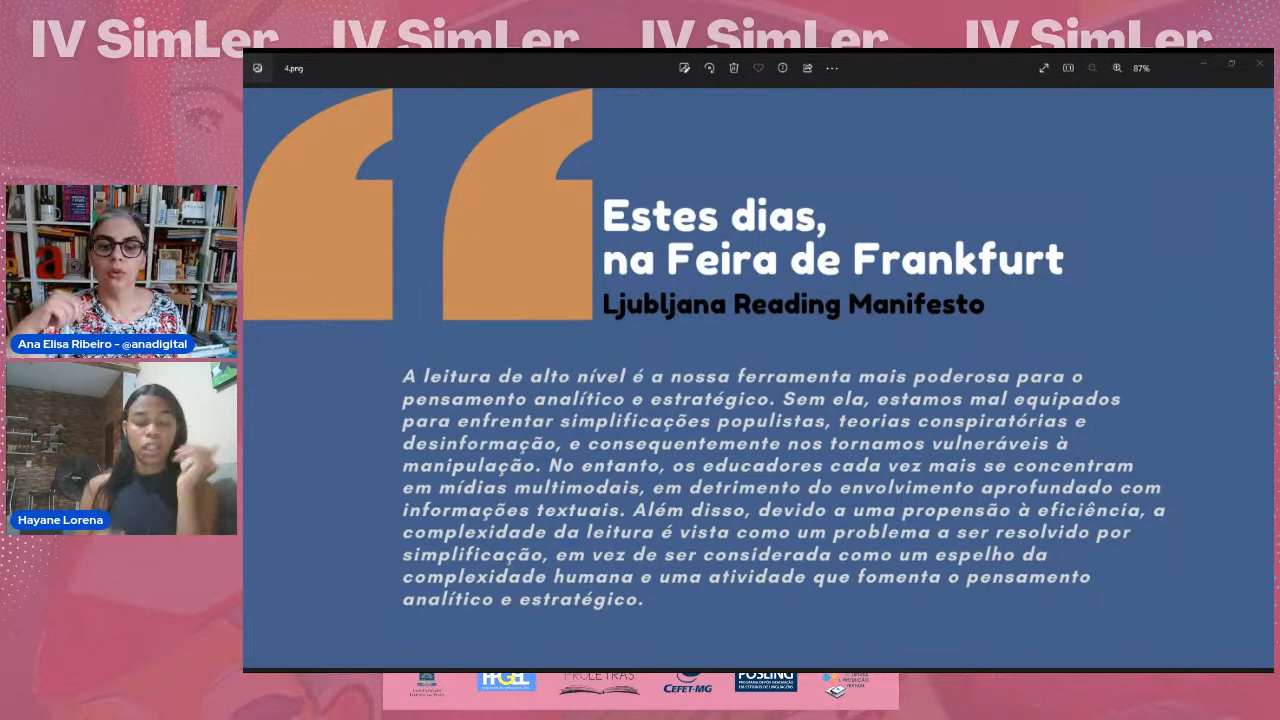 IV SimLer IV SimLer IV SimLer IV SimLer
4.png
87%
Estes dias,
na Feira de Frankfurt
Ljubljana Reading Manifesto
A leitura de alto nível é a nossa ferramenta mais poderosa para o
pensamento analítico e estratégico. Sem ela, estamos mal equipados
para enfrentar simplificações populistas, teorias conspiratórias e
desinformação, e consequentemente nos tornamos vulneráveis à
manipulação. No entanto, os educadores cada vez mais se concentram
em mídias multimodais, em detrimento do envolvimento aprofundado com
informações textuais. Além disso, devido a uma propensão à eficiência, a
complexidade da leitura é vista como um problema a ser resolvido por
simplificação, em vez de ser considerada como um espelho da
complexidade humana e uma atividade que fomenta o pensamento
analítico e estratégico.
Ana Elisa Ribeiro - @anadigital
Hayane Lorena
PPGEL
PROLETRAS
CEFET-MG
POSLING